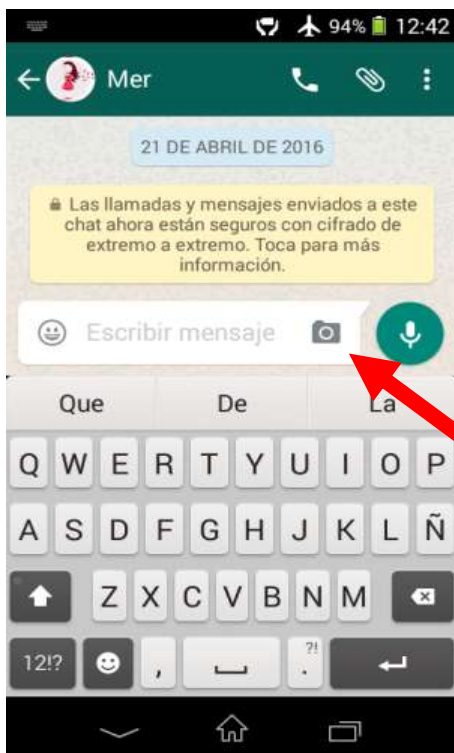 94% 12:42
Mer
21 DE ABRIL DE 2016
Las llamadas y mensajes enviados a este
chat ahora están seguros con cifrado de
extremo a extremo. Toca para más
información.
Escribir mensaje
Que De La
Q W E R T Y U I O P
A S D F G H J K L Ñ
Z X C V B N M
12!? , ?! .